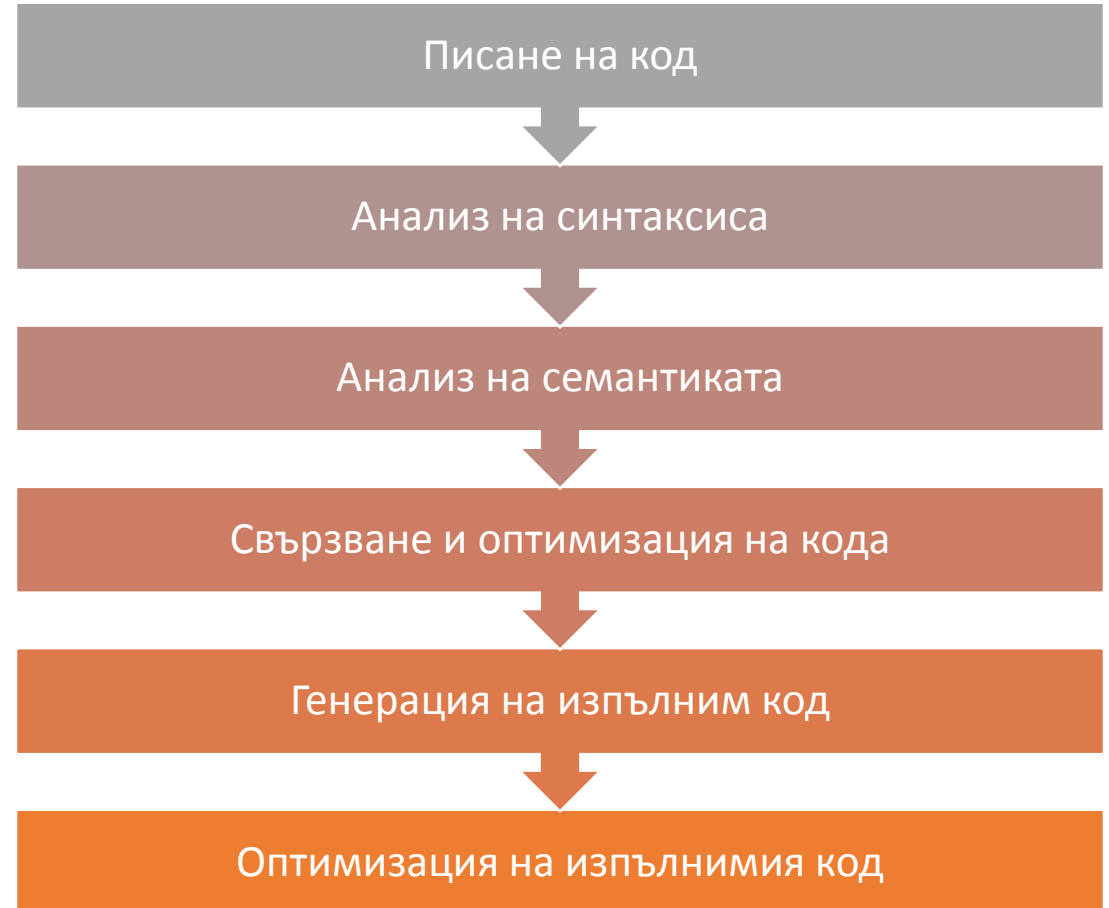 Писане на код
Анализ на синтаксиса
Анализ на семантиката
Свързване и оптимизация на кода
Генерация на изпълним код
Оптимизация на изпълнимия код